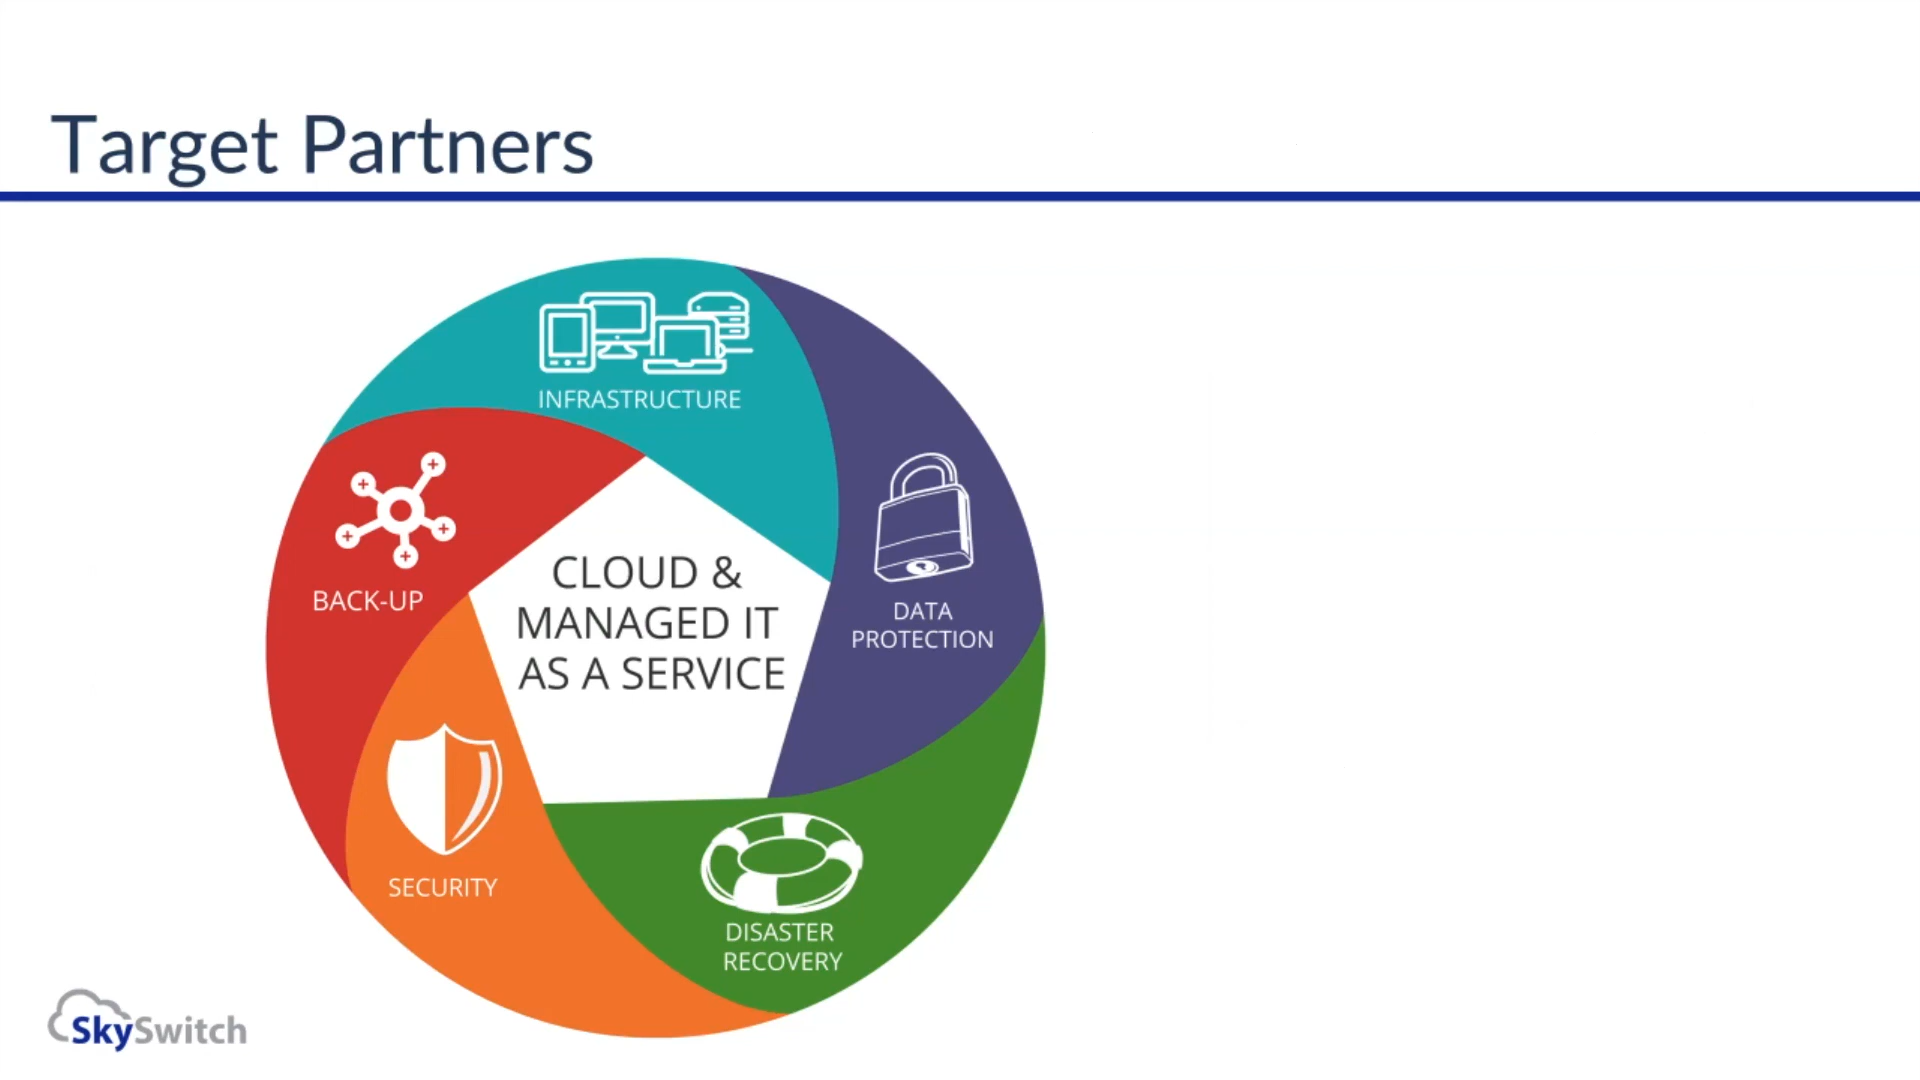 Target Partners
INFRASTRUCTURE
BACK-UP
CLOUD &
MANAGED IT
AS A SERVICE
DATA
PROTECTION
SECURITY
DISASTER
RECOVERY
SkySwitch